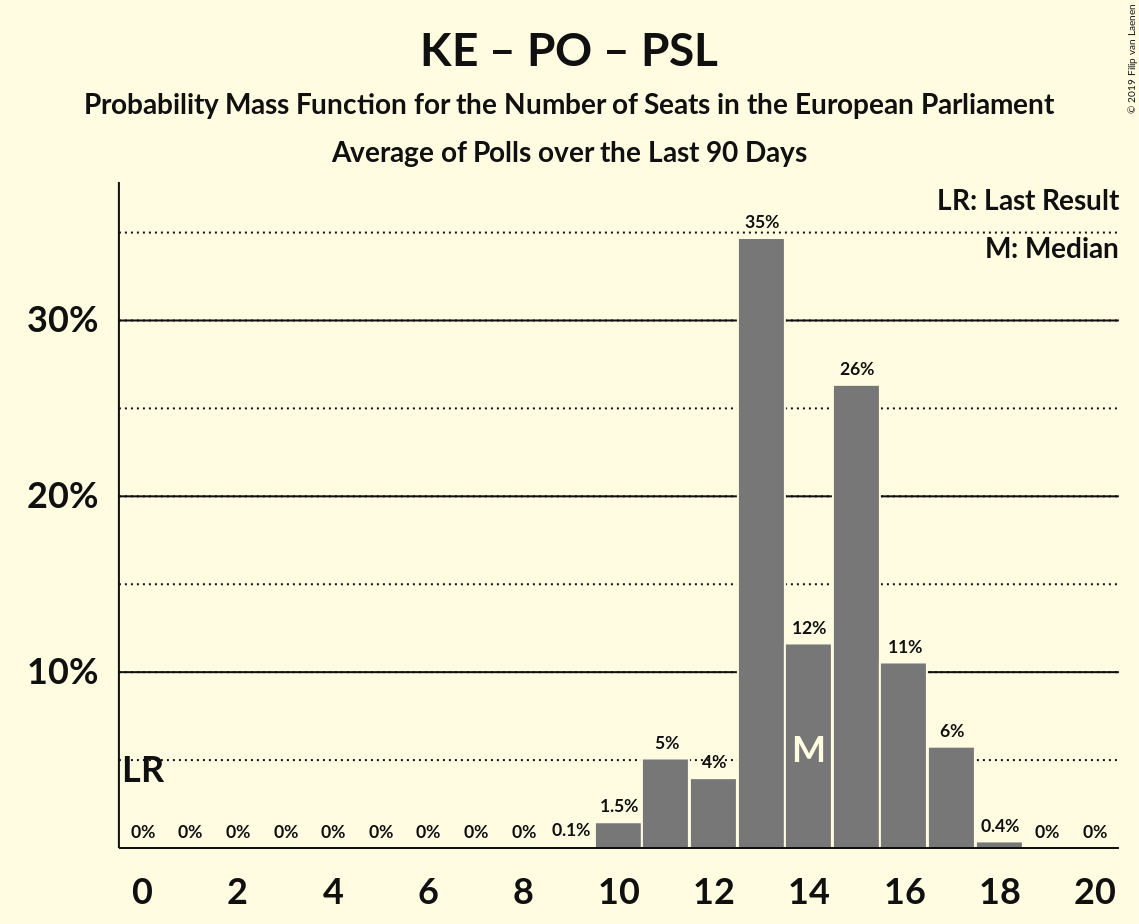 KE – PO – PSL
Probability Mass Function for the Number of Seats in the European Parliament
Average of Polls over the Last 90 Days
© 2019 Filip van Laenen
LR: Last Result
M: Median
35%
30%
26%
20%
12%
11%
10%
6%
5%
4%
M
LR
1.5%
0% 0% 0% 0% 0% 0% 0% 0% 0% 0.1% 0.4% 0% 0%
0 2 4 6 8 10 12 14 16 18 20